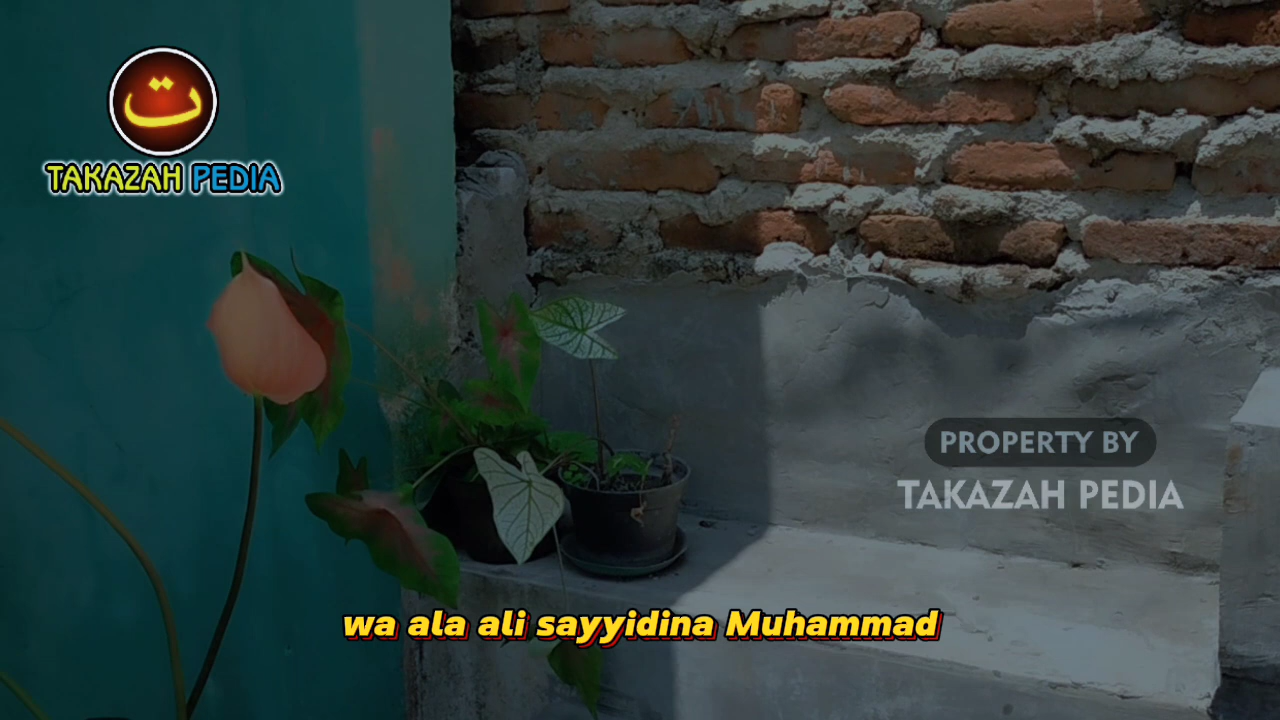 ت
TAKAZAH PEDIA
PROPERTY BY
TAKAZAH PEDIA
wa ala ali sayyidina Muhammad